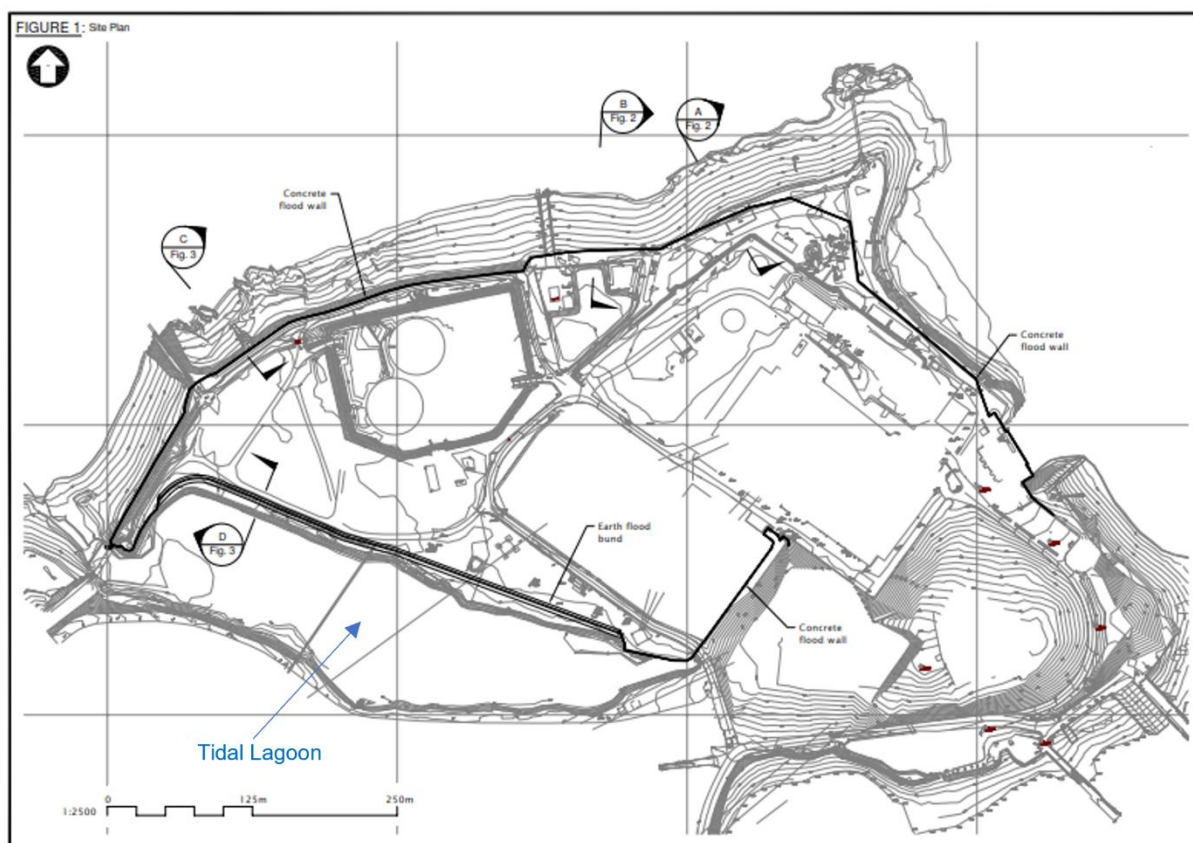 FIGURE 1: Site Plan
B
Fig. 2
A
Fig. 2
Concrete
flood wall
C
Fig. 3
Concrete
flood wall
D
Fig. 3
Earth flood
bund
Concrete
flood wall
Tidal Lagoon
0 125m 250m
1:2500